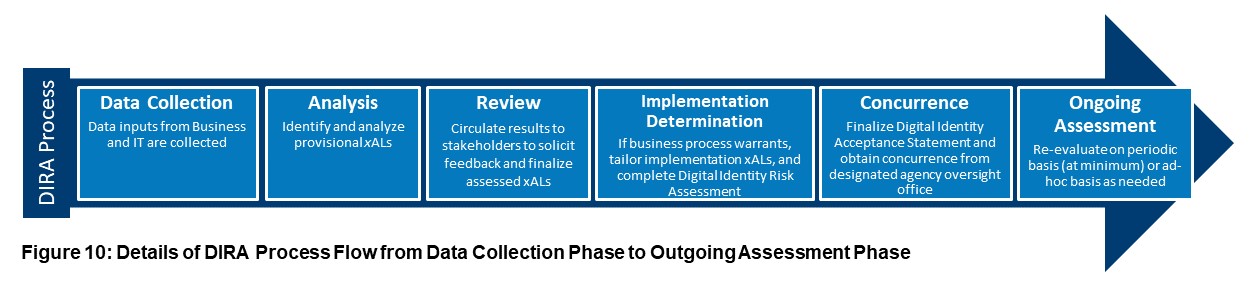 DIRA Process
Data Collection
Data inputs from Business
and IT are collected
Analysis
Identify and analyze
provisional xALs
Review
Circulate results to
stakeholders to solicit
feedback and finalize
assessed xALs
Implementation
Determination
If business process warrants,
tailor implementation xALs, and
complete Digital Identity Risk
Assessment
Concurrence
Finalize Digital Identity
Acceptance Statement and
obtain concurrence from
designated agency oversight
office
Ongoing
Assessment
Re-evaluate on periodic
basis (at minimum) or ad-
hoc basis as needed
Figure 10: Details of DIRA Process Flow from Data Collection Phase to Outgoing Assessment Phase